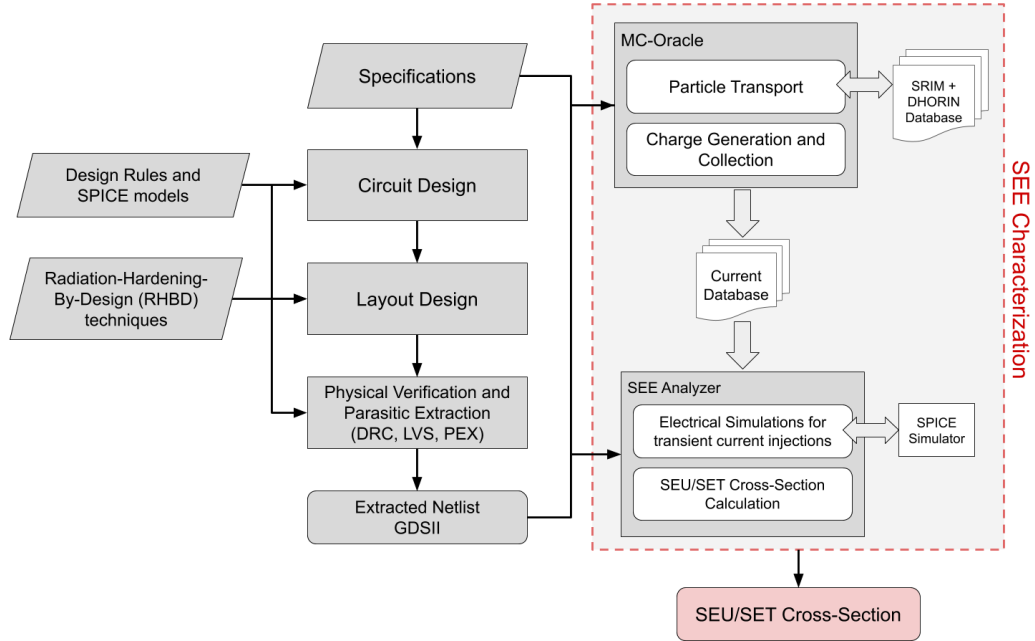 Specifications
Design Rules and
SPICE models
Circuit Design
Radiation-Hardening-
By-Design (RHBD)
techniques
Layout Design
Physical Verification and
Parasitic Extraction
(DRC, LVS, PEX)
Extracted Netlist
GDSII
MC-Oracle
Particle Transport
SRIM +
DHORIN
Database
Charge Generation and
Collection
Current
Database
SEE Analyzer
Electrical Simulations for
transient current injections
SPICE
Simulator
SEU/SET Cross-Section
Calculation
SEE Characterization
SEU/SET Cross-Section